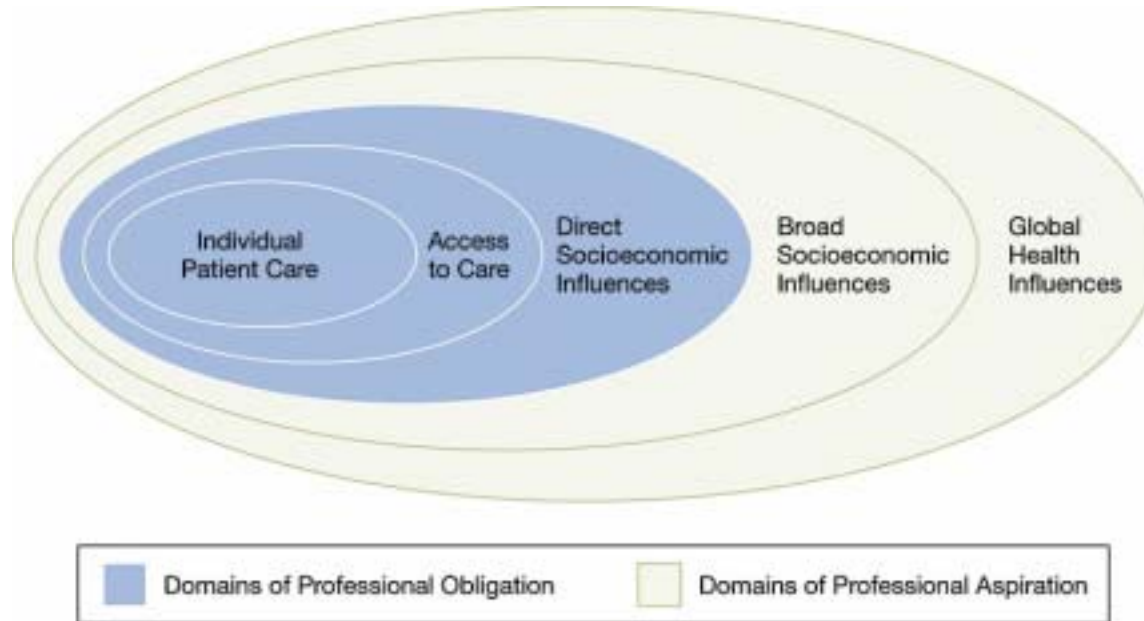 Individual
Patient Care
Access
to Care
Direct
Socioeconomic
Influences
Broad
Socioeconomic
Influences
Global
Health
Influences
Domains of Professional Obligation
Domains of Professional Aspiration